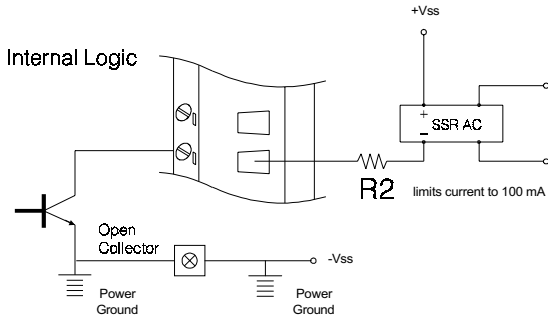 +Vss
Internal Logic
+
SSR AC
−
R2
limits current to 100 mA
Open
Collector
-Vss
Power
Ground
Power
Ground